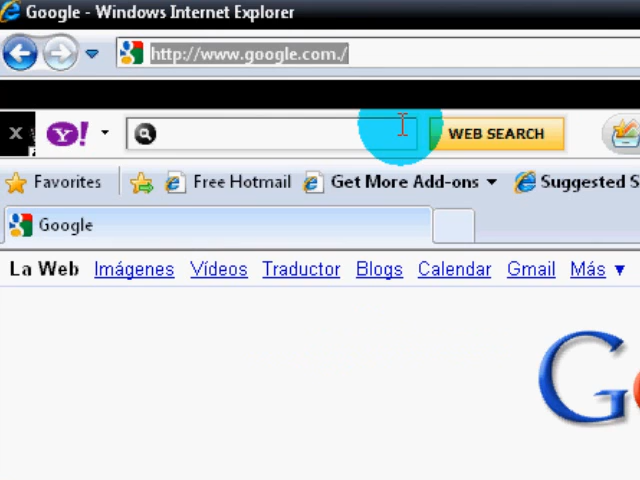 Google - Windows Internet Explorer
http://www.google.com./
x Y! WEB SEARCH
Favorites Free Hotmail Get More Add-ons Suggested S
Google
La Web Imágenes Vídeos Traductor Blogs Calendar Gmail Más
G